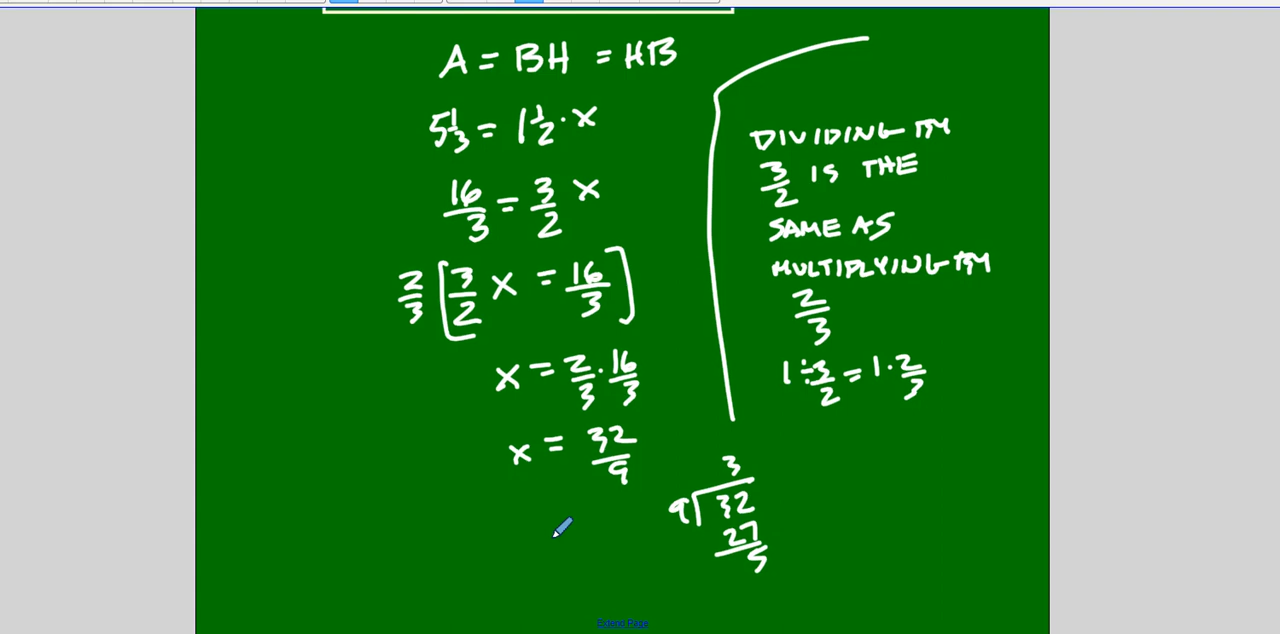 A = BH = HB
5 1/3 = 1 1/2 · x
16/3 = 3/2 x
2/3 [ 3/2 x = 16/3 ]
x = 2/3 · 16/3
x = 32/9
DIVIDING BY
3/2 IS THE
SAME AS
MULTIPLYING BY
2/3
1 ÷ 3/2 = 1 · 2/3
3
9 32
27
5
Extend Page